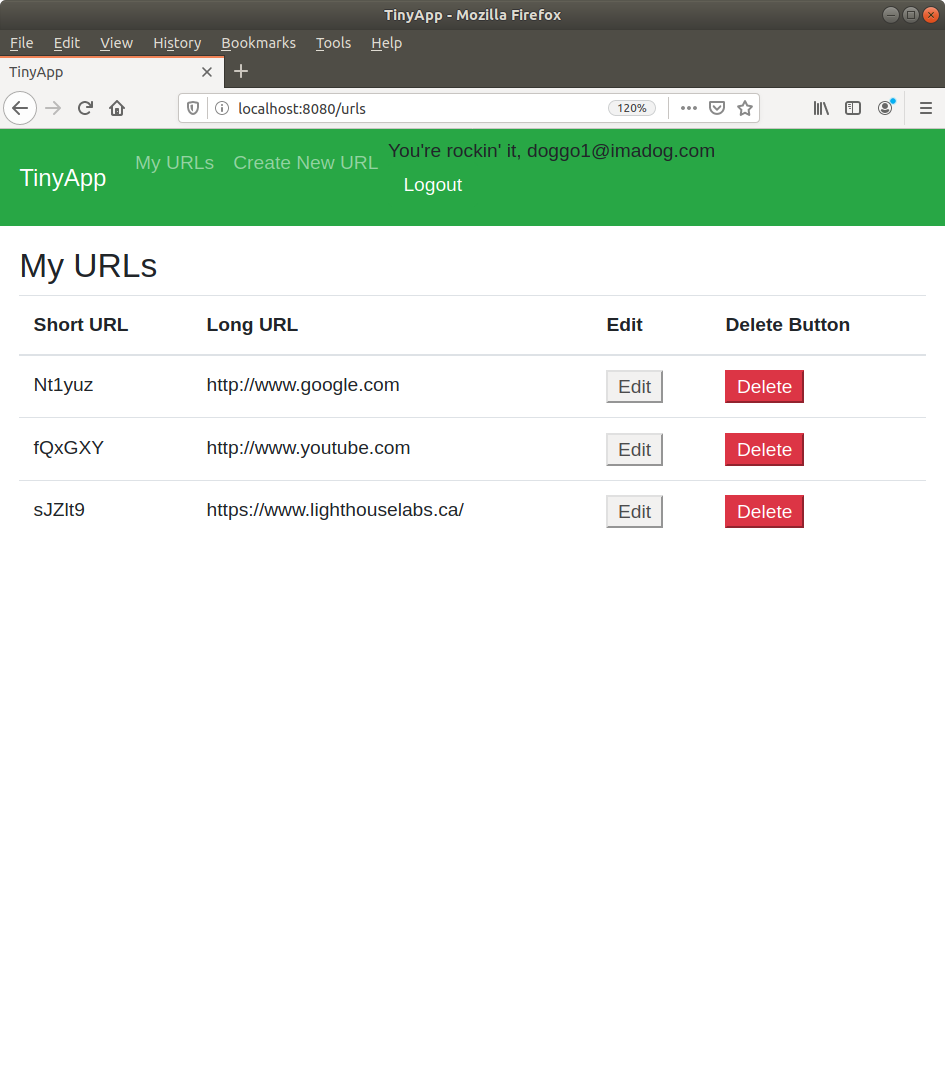 TinyApp - Mozilla Firefox
File Edit View History Bookmarks Tools Help
TinyApp
localhost:8080/urls 120%
You're rockin' it, doggo1@imadog.com
My URLs Create New URL
TinyApp
Logout
My URLs
Short URL Long URL Edit Delete Button
Nt1yuz http://www.google.com Edit Delete
fQxGXY http://www.youtube.com Edit Delete
sJZlt9 https://www.lighthouselabs.ca/ Edit Delete